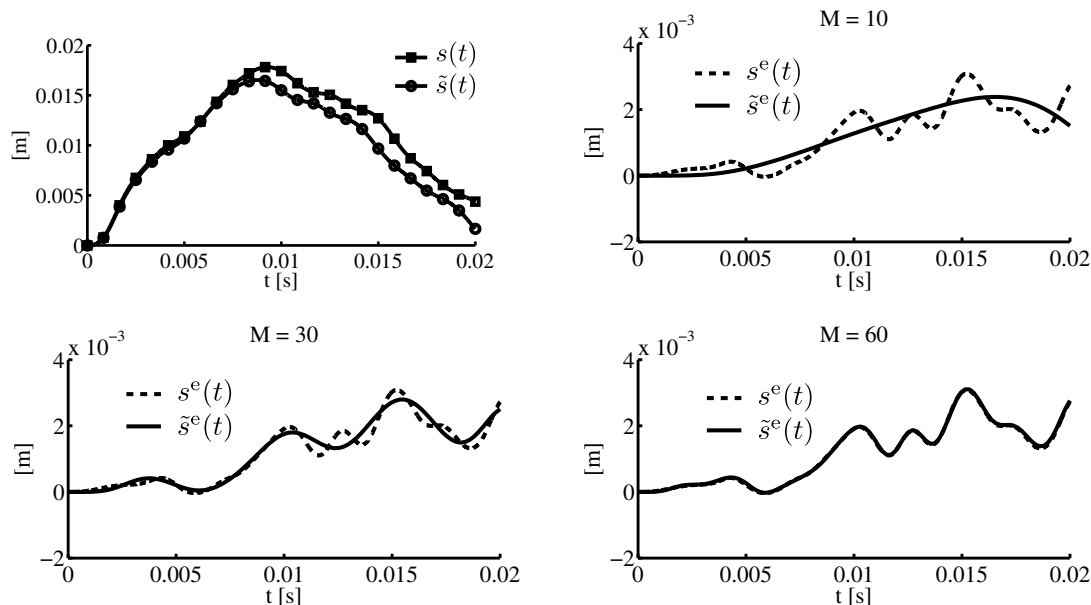 0.02
0.015
0.01
0.005
0
[m]
s(t)
s̃(t)
0 0.005 0.01 0.015 0.02
t [s]
M = 10
x 10⁻³
4
2
0
−2
[m]
sᵉ(t)
s̃ᵉ(t)
0 0.005 0.01 0.015 0.02
t [s]
M = 30
x 10⁻³
4
2
0
−2
[m]
sᵉ(t)
s̃ᵉ(t)
0 0.005 0.01 0.015 0.02
t [s]
M = 60
x 10⁻³
4
2
0
−2
[m]
sᵉ(t)
s̃ᵉ(t)
0 0.005 0.01 0.015 0.02
t [s]